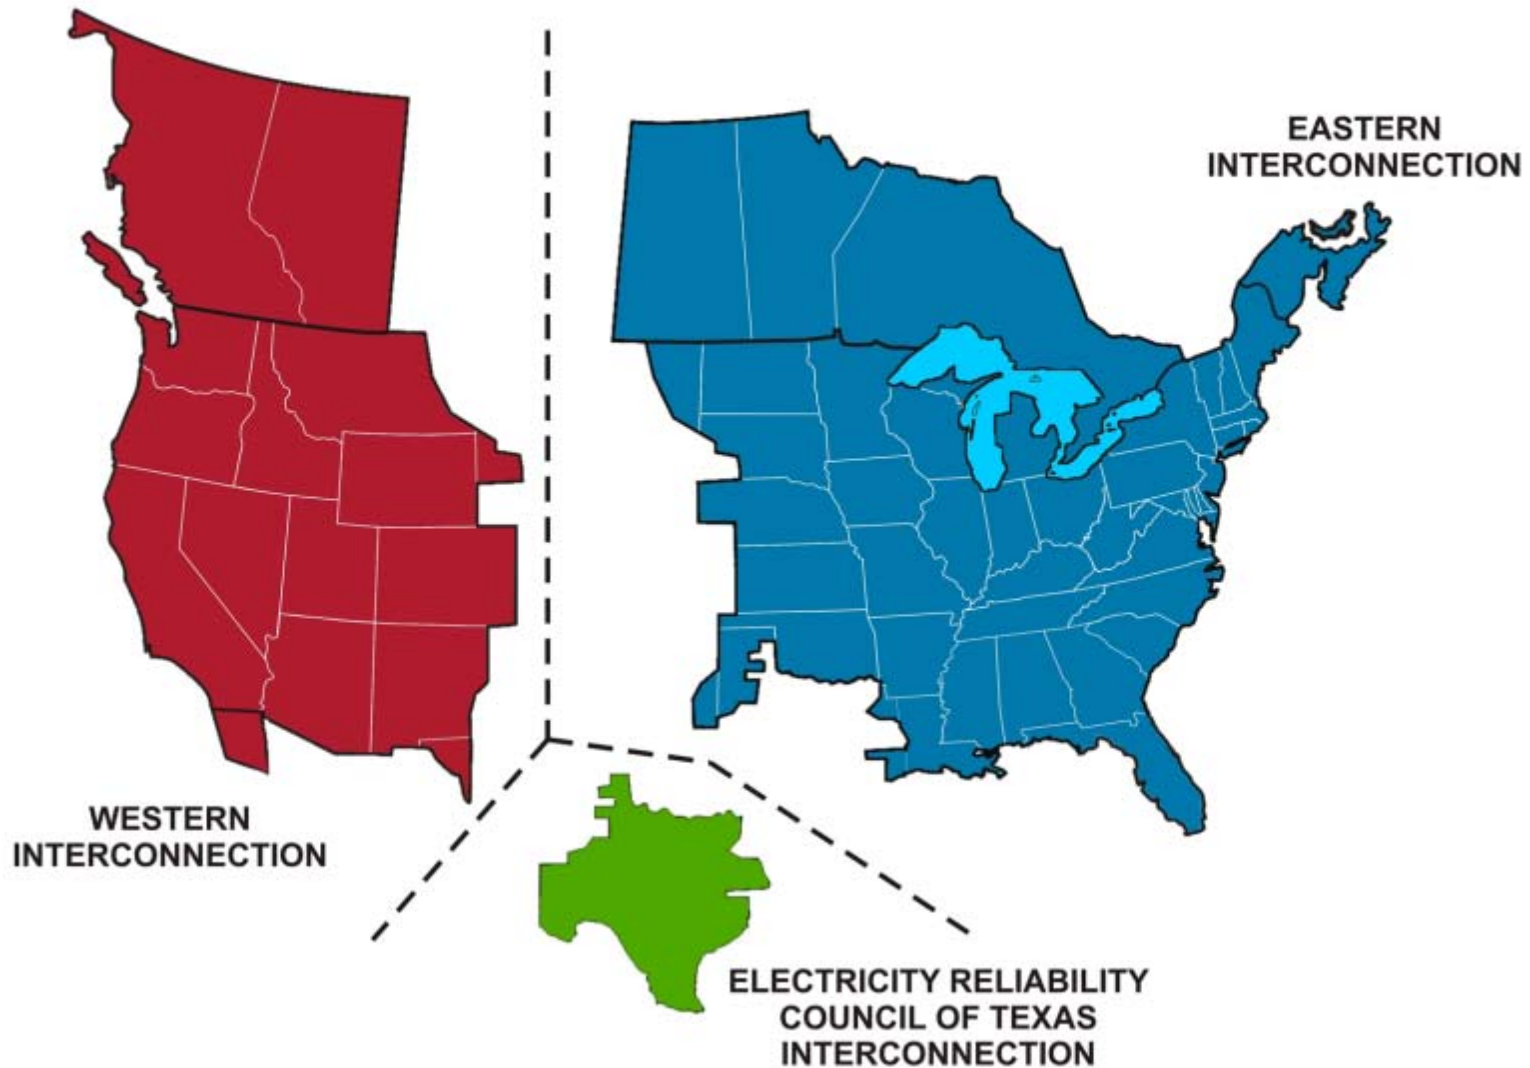 EASTERN
INTERCONNECTION
WESTERN
INTERCONNECTION
ELECTRICITY RELIABILITY
COUNCIL OF TEXAS
INTERCONNECTION